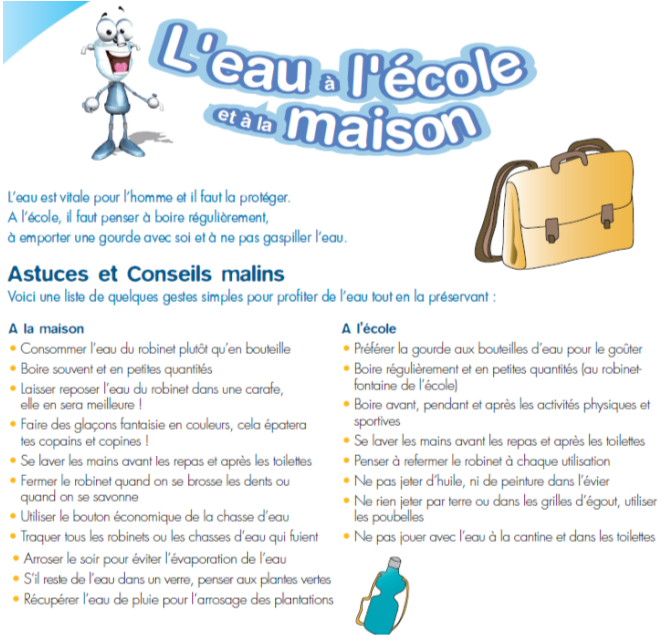 L'eau à l'école
et à la maison
L'eau est vitale pour l'homme et il faut la protéger.
A l'école, il faut penser à boire régulièrement,
à emporter une gourde avec soi et à ne pas gaspiller l'eau.
Astuces et Conseils malins
Voici une liste de quelques gestes simples pour profiter de l'eau tout en la préservant :
A la maison
• Consommer l'eau du robinet plutôt qu'en bouteille
• Boire souvent et en petites quantités
• Laisser reposer l'eau du robinet dans une carafe,
elle en sera meilleure !
• Faire des glaçons fantaisie en couleurs, cela épatera
tes copains et copines !
• Se laver les mains avant les repas et après les toilettes
• Fermer le robinet quand on se brosse les dents ou
quand on se savonne
• Utiliser le bouton économique de la chasse d'eau
• Traquer tous les robinets ou les chasses d'eau qui fuient
• Arroser le soir pour éviter l'évaporation de l'eau
• S'il reste de l'eau dans un verre, penser aux plantes vertes
• Récupérer l'eau de pluie pour l'arrosage des plantations
A l'école
• Préférer la gourde aux bouteilles d'eau pour le goûter
• Boire régulièrement et en petites quantités (au robinet-
fontaine de l'école)
• Boire avant, pendant et après les activités physiques et
sportives
• Se laver les mains avant les repas et après les toilettes
• Penser à refermer le robinet à chaque utilisation
• Ne pas jeter d'huile, ni de peinture dans l'évier
• Ne rien jeter par terre ou dans les grilles d'égout, utiliser
les poubelles
• Ne pas jouer avec l'eau à la cantine et dans les toilettes